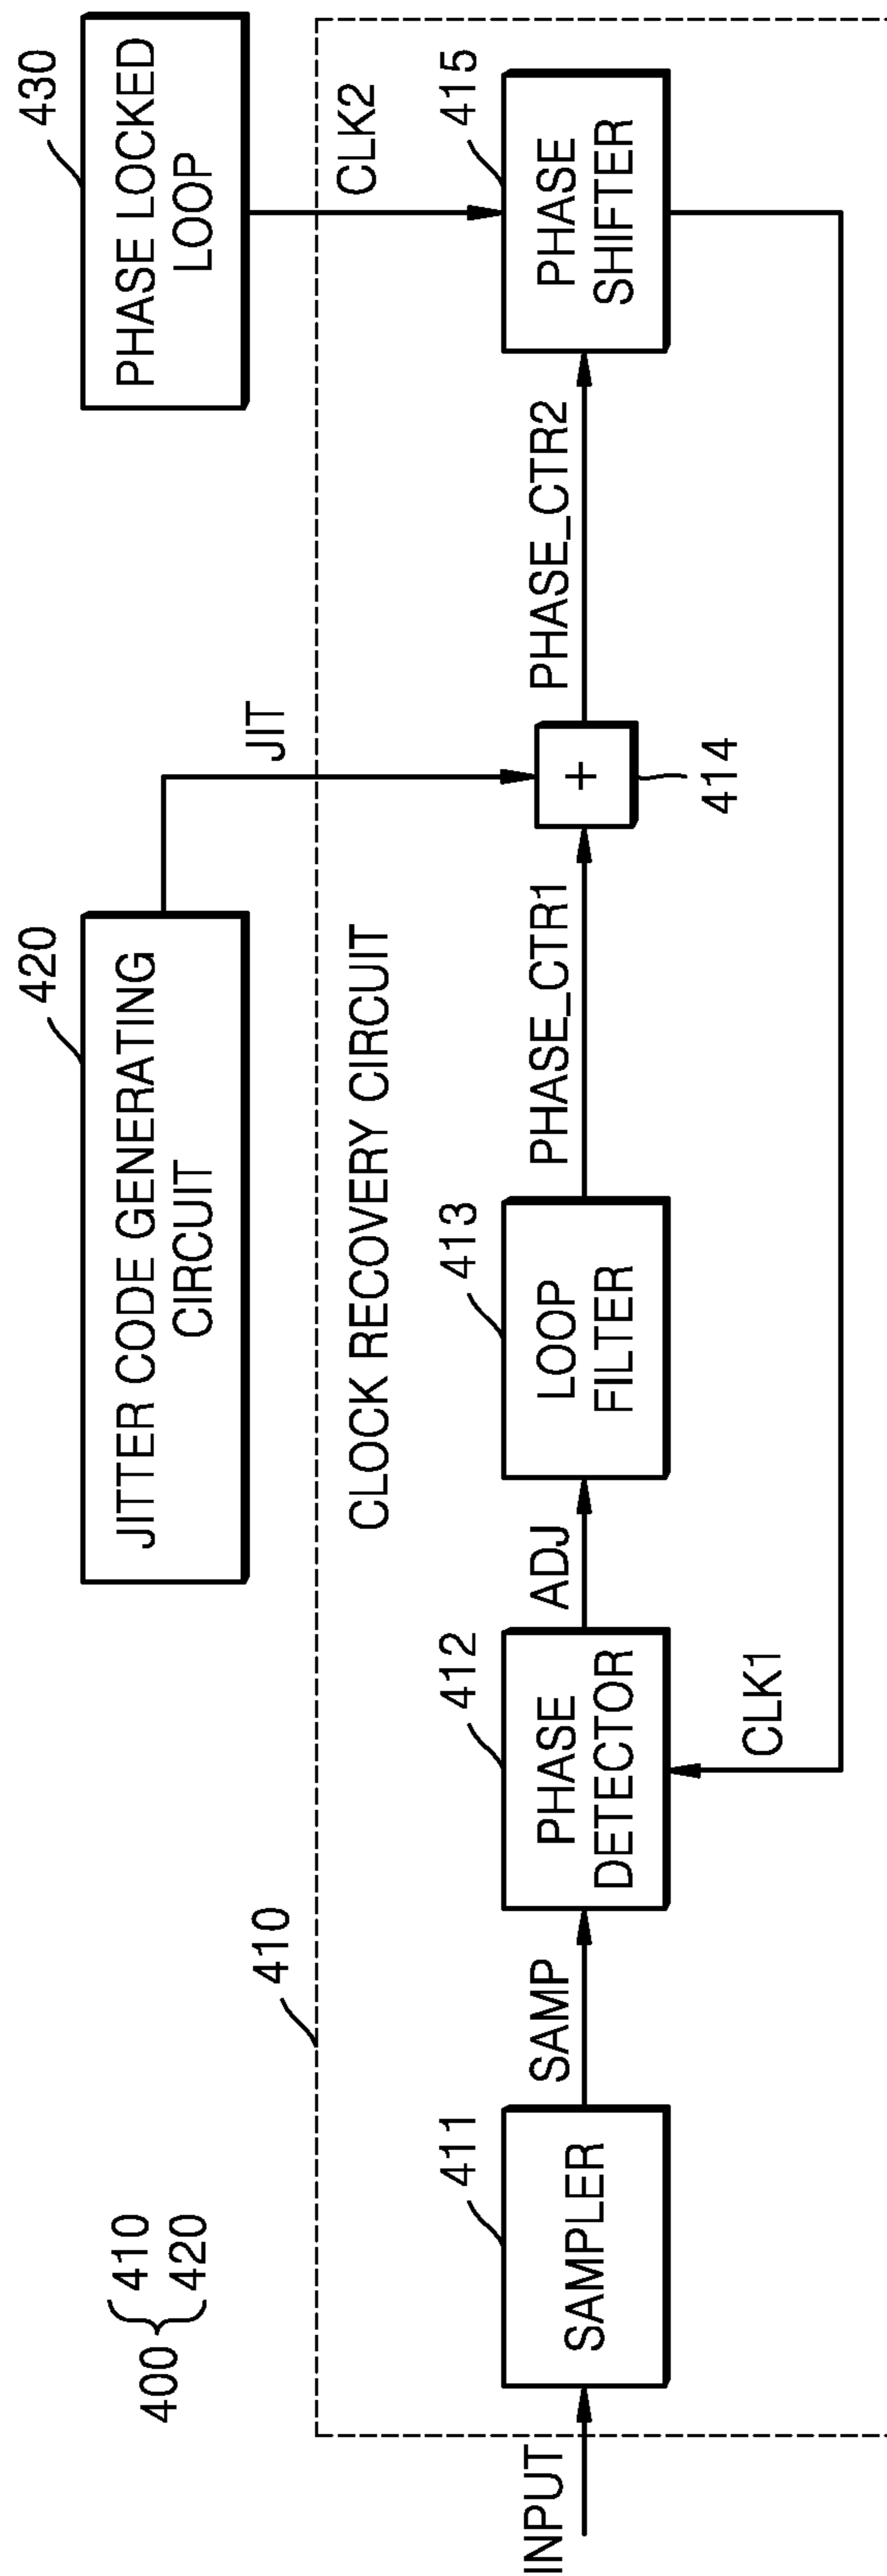 400 { 410
420
420
JITTER CODE GENERATING
CIRCUIT
430
PHASE LOCKED
LOOP
JIT
CLK2
410
CLOCK RECOVERY CIRCUIT
INPUT
411
SAMPLER
SAMP
412
PHASE
DETECTOR
ADJ
413
LOOP
FILTER
PHASE_CTR1
+
414
PHASE_CTR2
415
PHASE
SHIFTER
CLK1